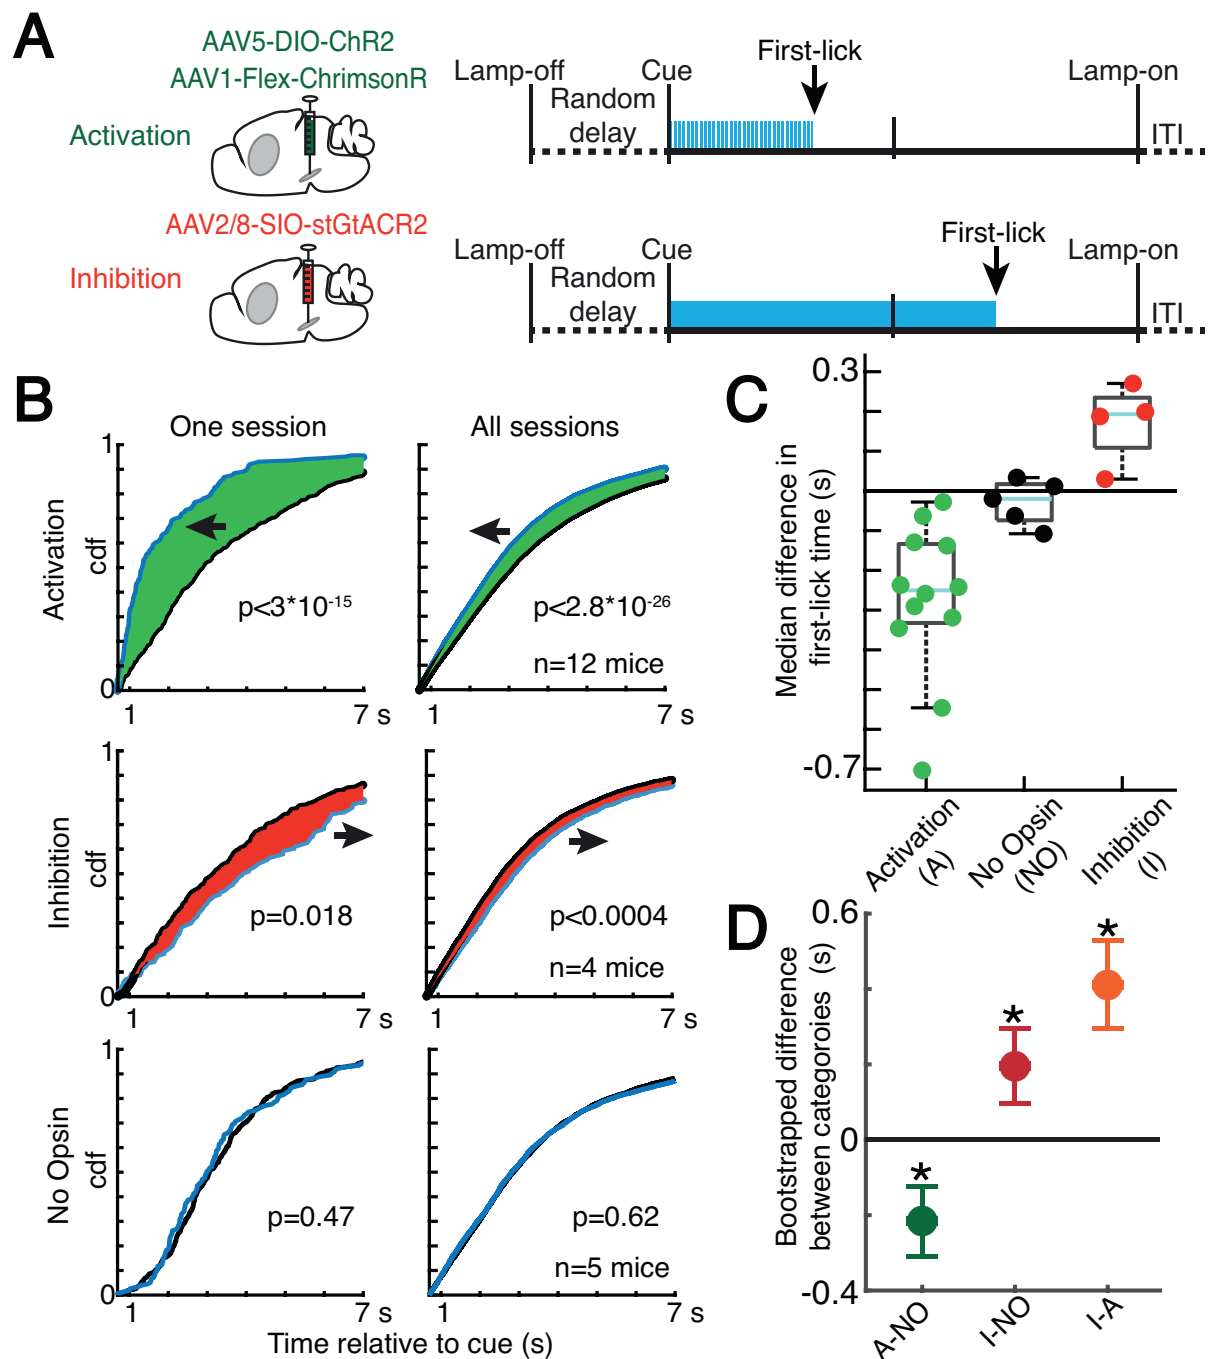 A
AAV5-DIO-ChR2
AAV1-Flex-ChrimsonR
Activation
Lamp-off
Random
delay
Cue
First-lick
Lamp-on
ITI
AAV2/8-SIO-stGtACR2
Inhibition
Lamp-off
Random
delay
Cue
First-lick
Lamp-on
ITI
B
One session
All sessions
Activation
cdf
1
0
p<3*10-15
1
7 s
p<2.8*10-26
n=12 mice
1
7 s
Inhibition
cdf
1
0
p=0.018
1
7 s
p<0.0004
n=4 mice
1
7 s
No Opsin
cdf
1
0
p=0.47
1
7 s
p=0.62
n=5 mice
1
7 s
Time relative to cue (s)
C
Median difference in
first-lick time (s)
0.3
-0.7
Activation
(A)
No Opsin
(NO)
Inhibition
(I)
D
Bootstrapped difference
between categoroies (s)
0.6
0
-0.4
*
*
*
A-NO
I-NO
I-A